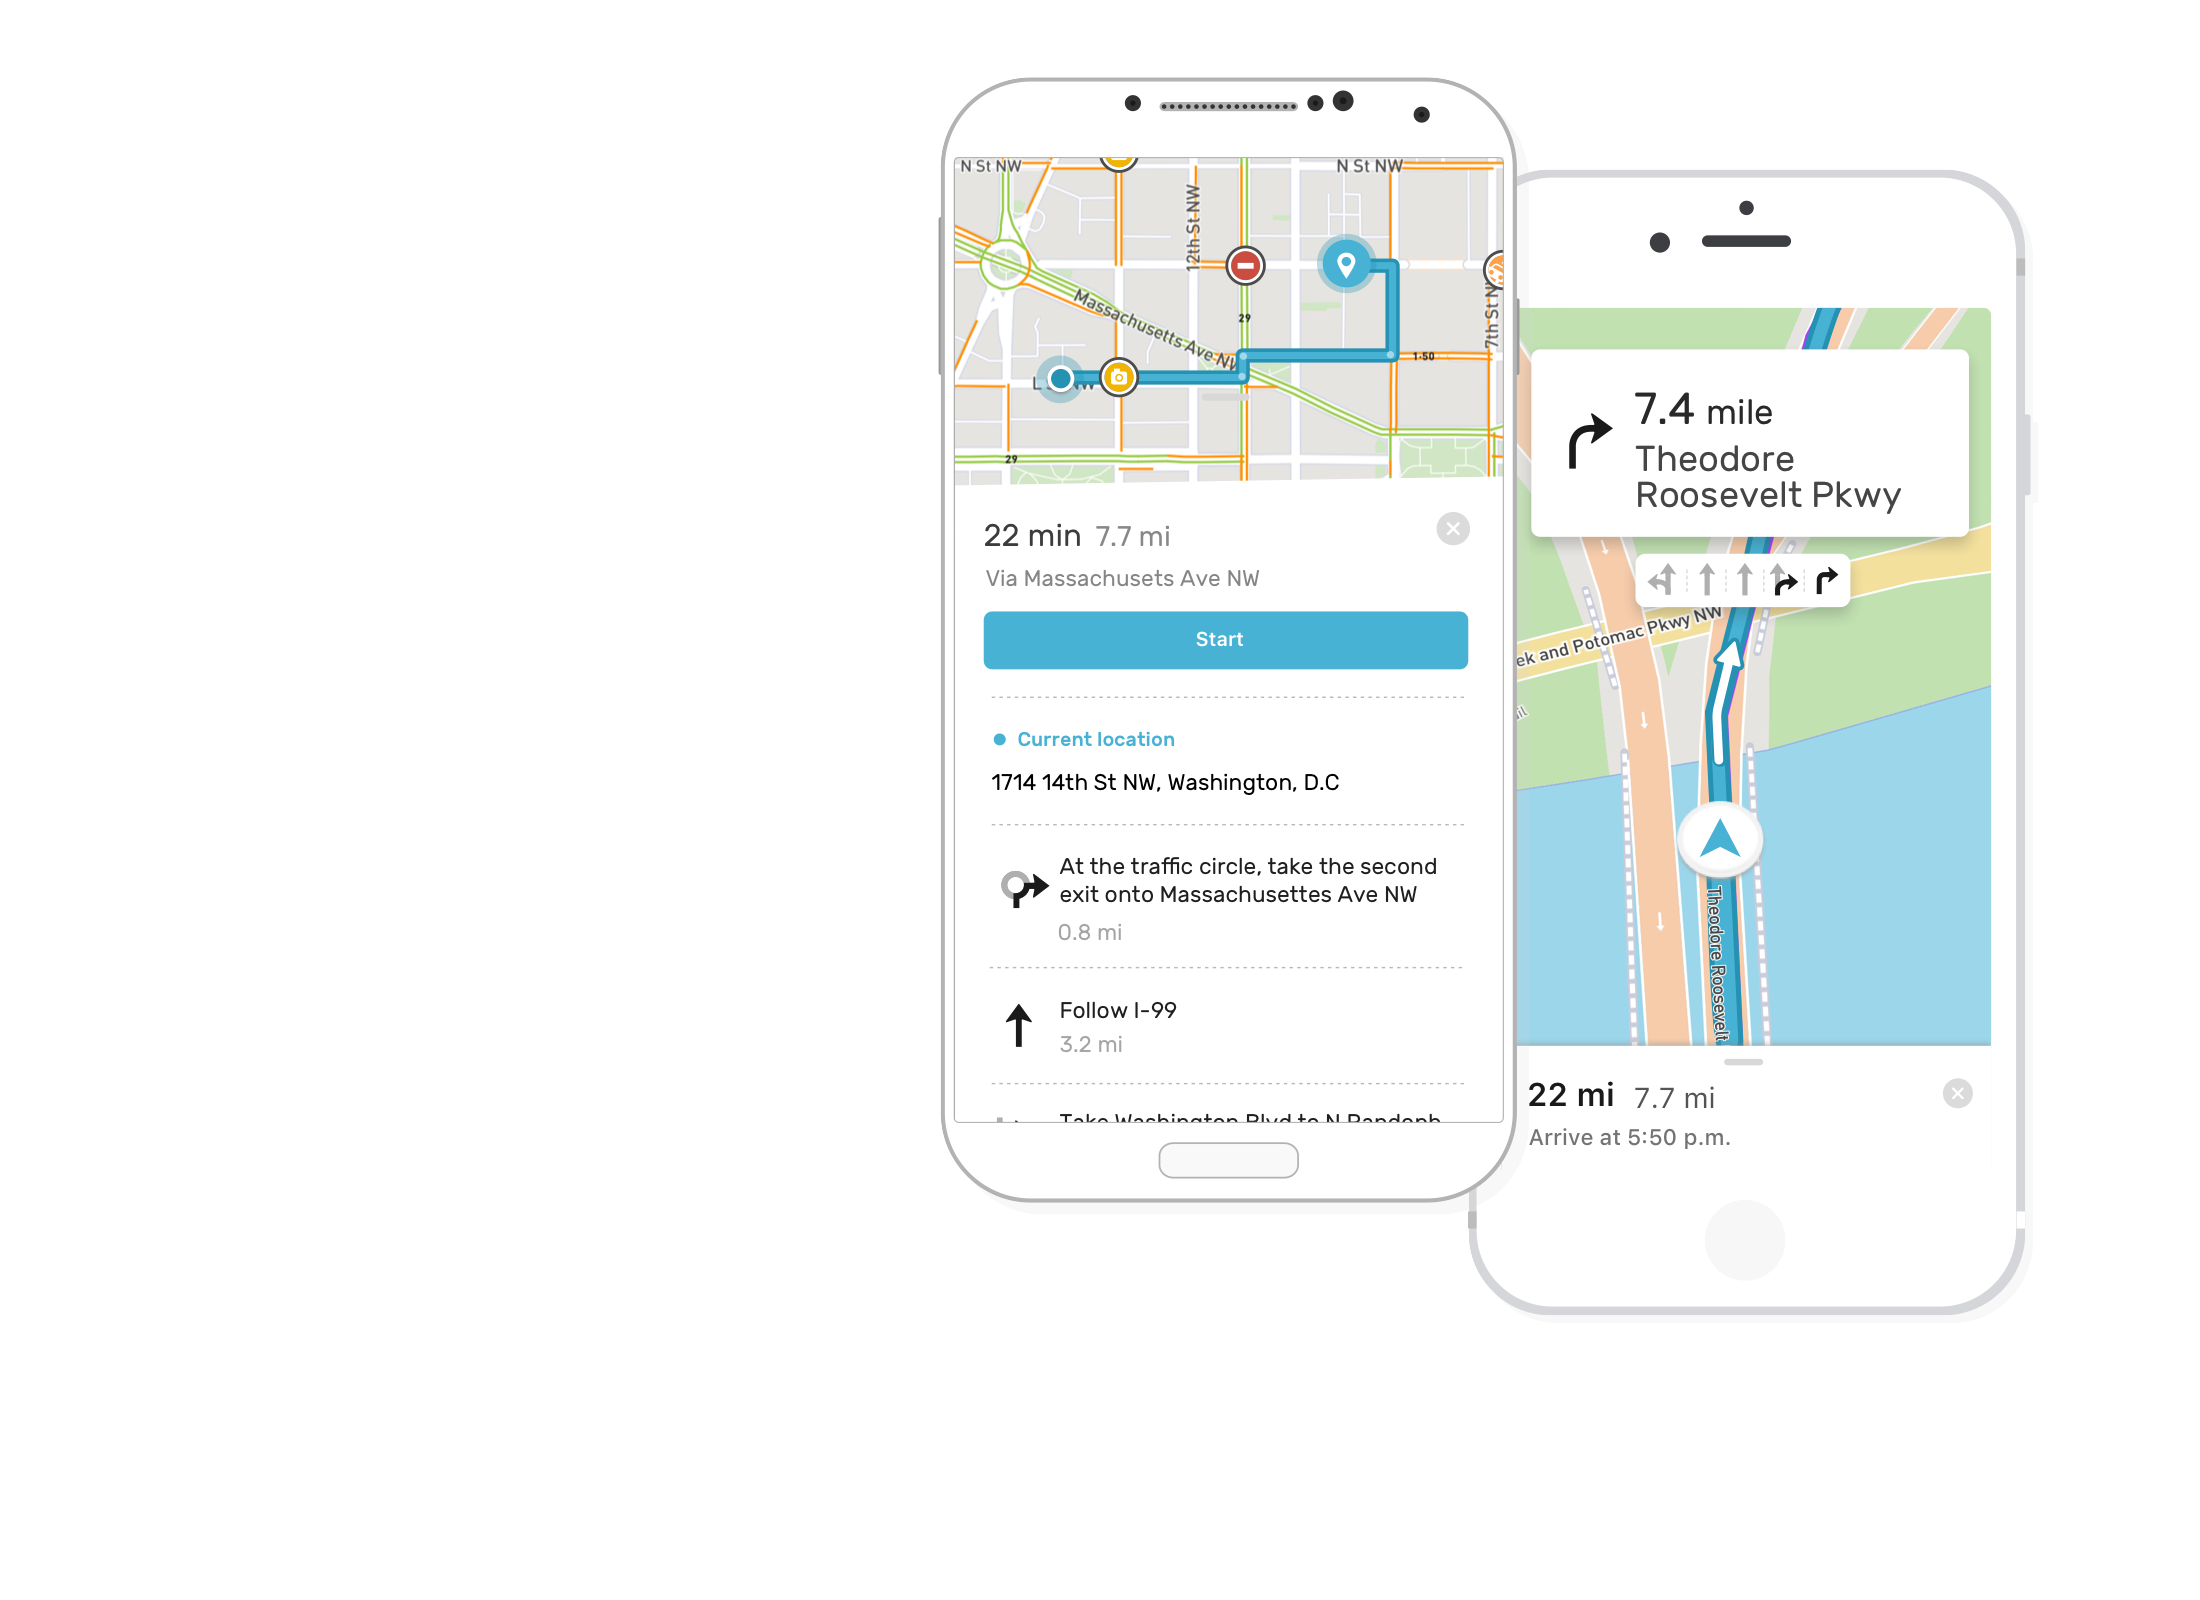 N St NW
N St NW
12th St NW
Massachusetts Ave NW
29
7th St NW
1-50
29
22 min 7.7 mi
Via Massachusets Ave NW
Start
Current location
1714 14th St NW, Washington, D.C
At the traffic circle, take the second
exit onto Massachusettes Ave NW
0.8 mi
Follow I-99
3.2 mi
Take Washington Blvd to N Randoph
7.4 mile
Theodore
Roosevelt Pkwy
ek and Potomac Pkwy NW
Theodore Roosevelt
22 mi 7.7 mi
Arrive at 5:50 p.m.